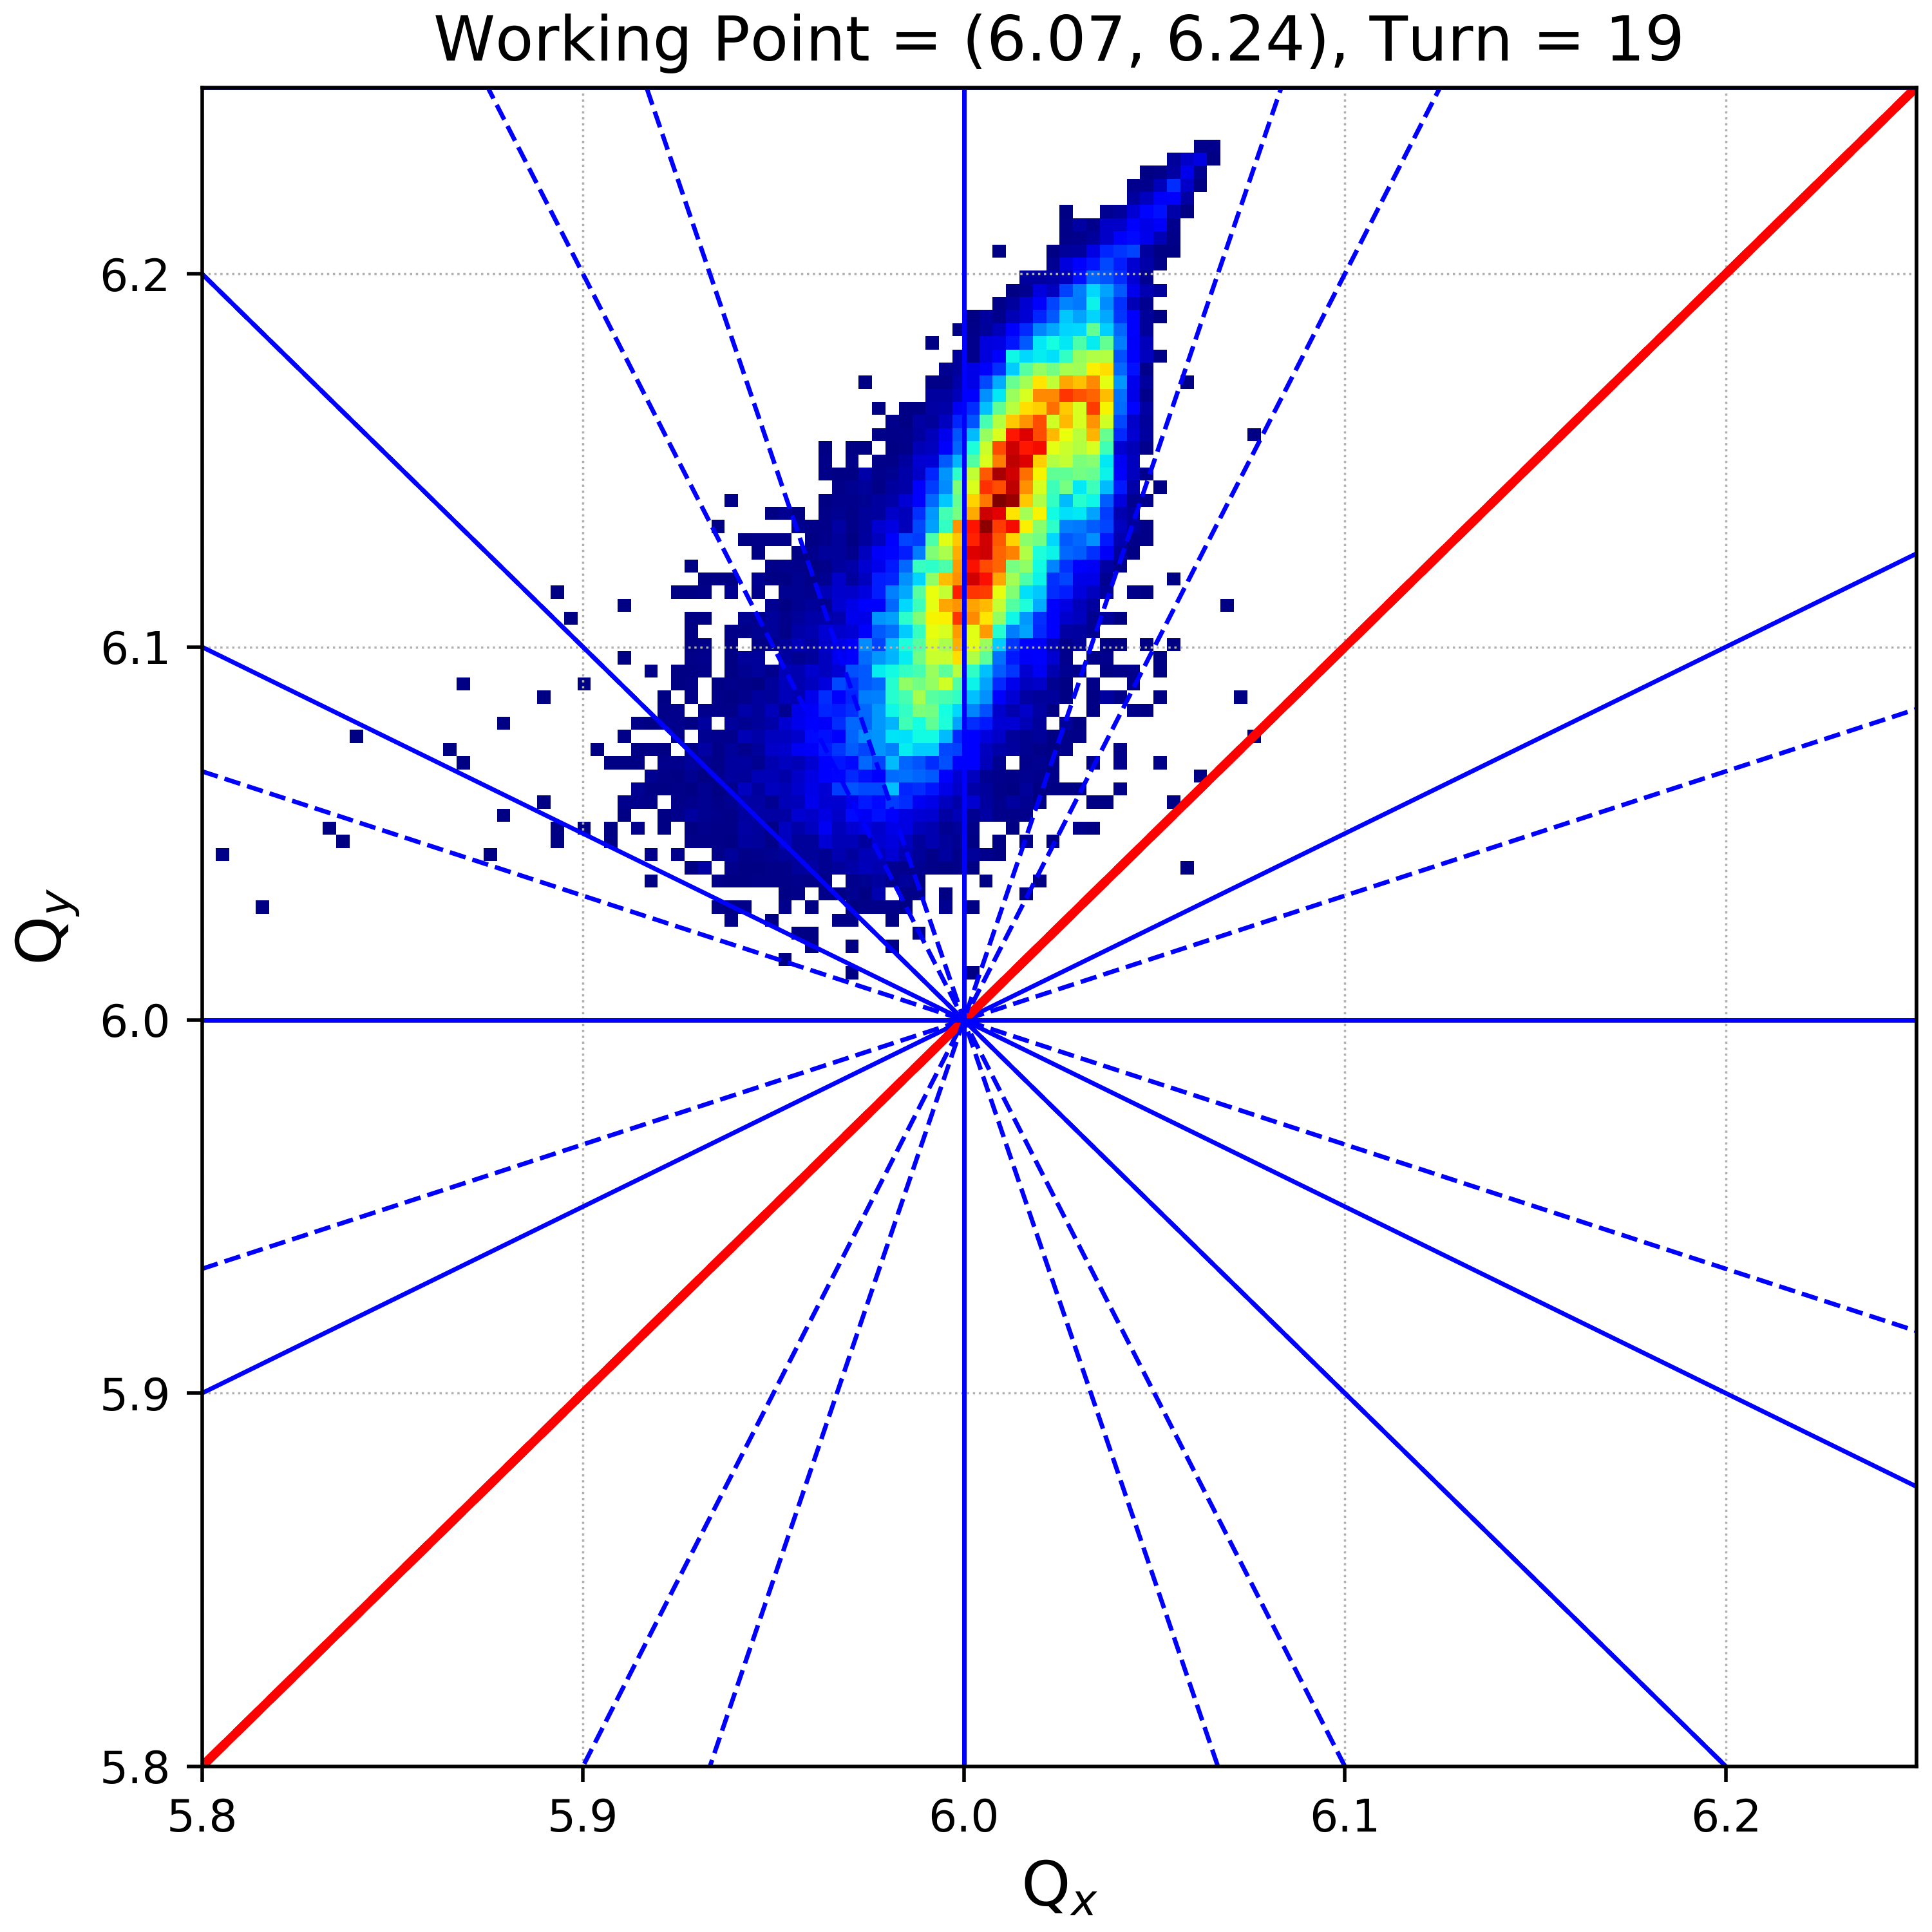 Working Point = (6.07, 6.24), Turn = 19
6.2
6.1
6.0
5.9
5.8
Qy
5.8 5.9 6.0 6.1 6.2
Qx